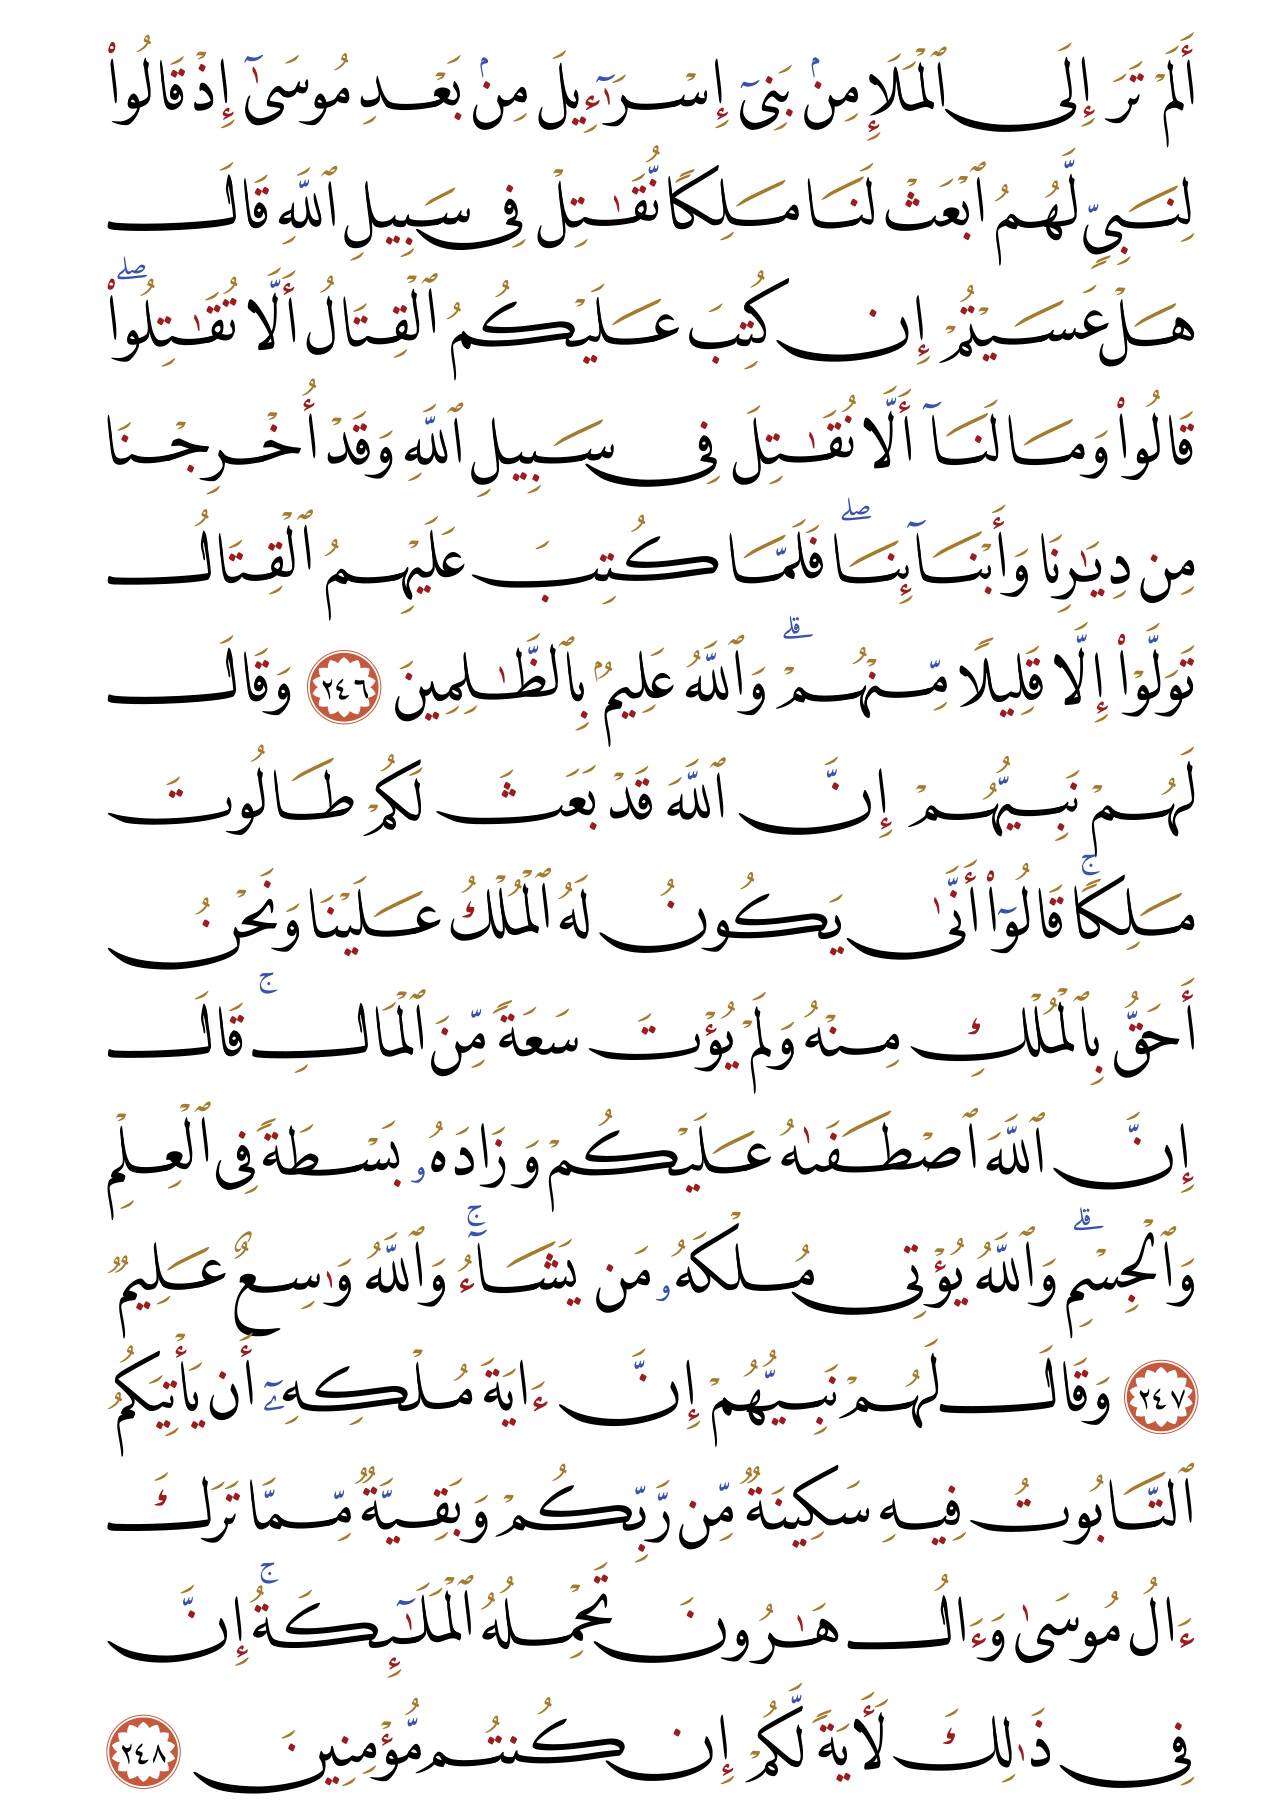 أَلَمْ تَرَ إِلَى ٱلْمَلَإِ مِنۢ بَنِىٓ إِسْرَٰٓءِيلَ مِنۢ بَعْدِ مُوسَىٰٓ إِذْ قَالُوا۟
لِنَبِىٍّ لَّهُمُ ٱبْعَثْ لَنَا مَلِكًا نُّقَـٰتِلْ فِى سَبِيلِ ٱللَّهِ قَالَ
هَلْ عَسَيْتُمْ إِن كُتِبَ عَلَيْكُمُ ٱلْقِتَالُ أَلَّا تُقَـٰتِلُوا۟ ۖ
قَالُوا۟ وَمَا لَنَآ أَلَّا نُقَـٰتِلَ فِى سَبِيلِ ٱللَّهِ وَقَدْ أُخْرِجْنَا
مِن دِيَـٰرِنَا وَأَبْنَآئِنَا ۖ فَلَمَّا كُتِبَ عَلَيْهِمُ ٱلْقِتَالُ
تَوَلَّوْا۟ إِلَّا قَلِيلًا مِّنْهُمْ ۗ وَٱللَّهُ عَلِيمٌۢ بِٱلظَّـٰلِمِينَ ٢٤٦ وَقَالَ
لَهُمْ نَبِيُّهُمْ إِنَّ ٱللَّهَ قَدْ بَعَثَ لَكُمْ طَالُوتَ
مَلِكًا ۚ قَالُوٓا۟ أَنَّىٰ يَكُونُ لَهُ ٱلْمُلْكُ عَلَيْنَا وَنَحْنُ
أَحَقُّ بِٱلْمُلْكِ مِنْهُ وَلَمْ يُؤْتَ سَعَةً مِّنَ ٱلْمَالِ ۚ قَالَ
إِنَّ ٱللَّهَ ٱصْطَفَىٰهُ عَلَيْكُمْ وَزَادَهُۥ بَسْطَةً فِى ٱلْعِلْمِ
وَٱلْجِسْمِ ۗ وَٱللَّهُ يُؤْتِى مُلْكَهُۥ مَن يَشَآءُ ۚ وَٱللَّهُ وَٰسِعٌ عَلِيمٌ
٢٤٧ وَقَالَ لَهُمْ نَبِيُّهُمْ إِنَّ ءَايَةَ مُلْكِهِۦٓ أَن يَأْتِيَكُمُ
ٱلتَّابُوتُ فِيهِ سَكِينَةٌ مِّن رَّبِّكُمْ وَبَقِيَّةٌ مِّمَّا تَرَكَ
ءَالُ مُوسَىٰ وَءَالُ هَـٰرُونَ تَحْمِلُهُ ٱلْمَلَـٰٓئِكَةُ ۚ إِنَّ
فِى ذَٰلِكَ لَـَٔايَةً لَّكُمْ إِن كُنتُم مُّؤْمِنِينَ ٢٤٨